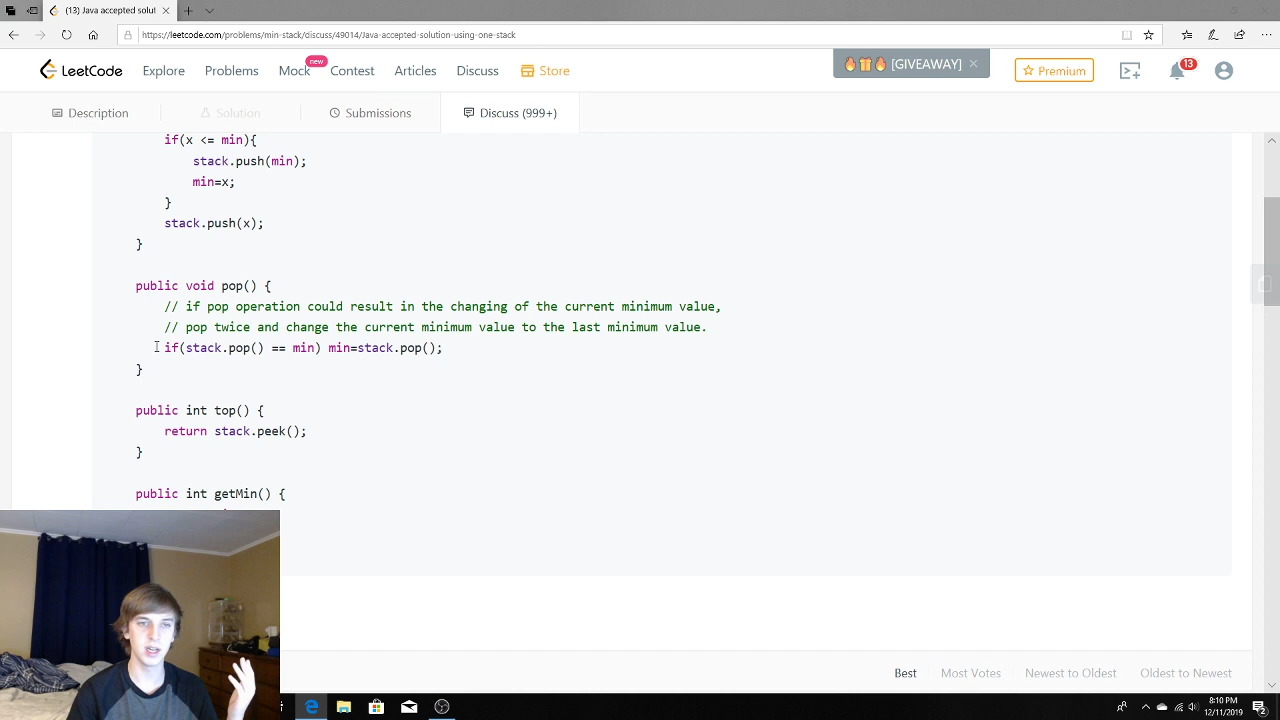 (13) Java accepted solut
https://leetcode.com/problems/min-stack/discuss/49014/Java-accepted-solution-using-one-stack
LeetCode
Explore
Problems
Mock
new
Contest
Articles
Discuss
Store
[GIVEAWAY]
Premium
13
Description
Solution
Submissions
Discuss (999+)
if(x <= min){
stack.push(min);
min=x;
}
stack.push(x);
}
public void pop() {
// if pop operation could result in the changing of the current minimum value,
// pop twice and change the current minimum value to the last minimum value.
if(stack.pop() == min) min=stack.pop();
}
public int top() {
return stack.peek();
}
public int getMin() {
Best
Most Votes
Newest to Oldest
Oldest to Newest
8:10 PM
12/11/2019
2